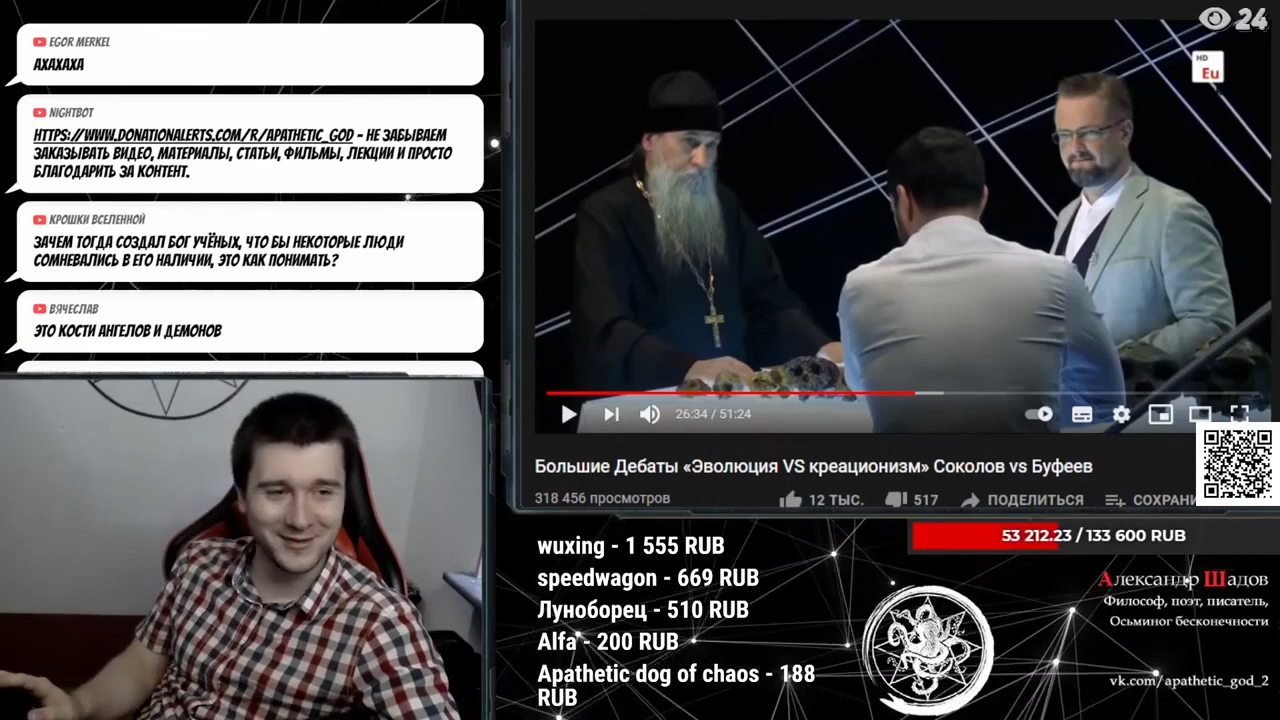 EGOR MERKEL
АХАХАХА
NIGHTBOT
HTTPS://WWW.DONATIONALERTS.COM/R/APATHETIC_GOD - НЕ ЗАБЫВАЕМ
ЗАКАЗЫВАТЬ ВИДЕО, МАТЕРИАЛЫ, СТАТЬИ, ФИЛЬМЫ, ЛЕКЦИИ И ПРОСТО
БЛАГОДАРИТЬ ЗА КОНТЕНТ.
КРОШКИ ВСЕЛЕННОЙ
ЗАЧЕМ ТОГДА СОЗДАЛ БОГ УЧЁНЫХ, ЧТО БЫ НЕКОТОРЫЕ ЛЮДИ
СОМНЕВАЛИСЬ В ЕГО НАЛИЧИИ, ЭТО КАК ПОНИМАТЬ?
ВЯЧЕСЛАВ
ЭТО КОСТИ АНГЕЛОВ И ДЕМОНОВ
24
HD
Eu
26:34 / 51:24
Большие Дебаты «Эволюция VS креационизм» Соколов vs Буфеев
318 456 просмотров
12 ТЫС.
517
ПОДЕЛИТЬСЯ
СОХРАНИ
53 212.23 / 133 600 RUB
wuxing - 1 555 RUB
speedwagon - 669 RUB
Луноборец - 510 RUB
Alfa - 200 RUB
Apathetic dog of chaos - 188
RUB
Александр Шадов
Философ, поэт, писатель,
Осьминог бесконечности
vk.com/apathetic_god_2